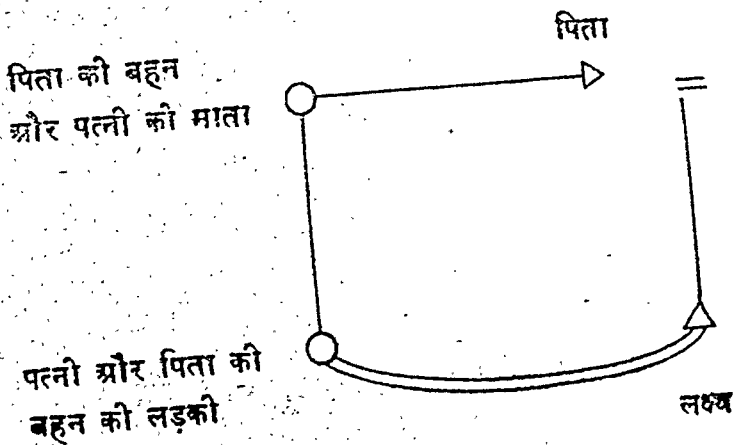 पिता
पिता की बहन
और पत्नी की माता
पत्नी और पिता की
बहन की लड़की
लक्ष्य